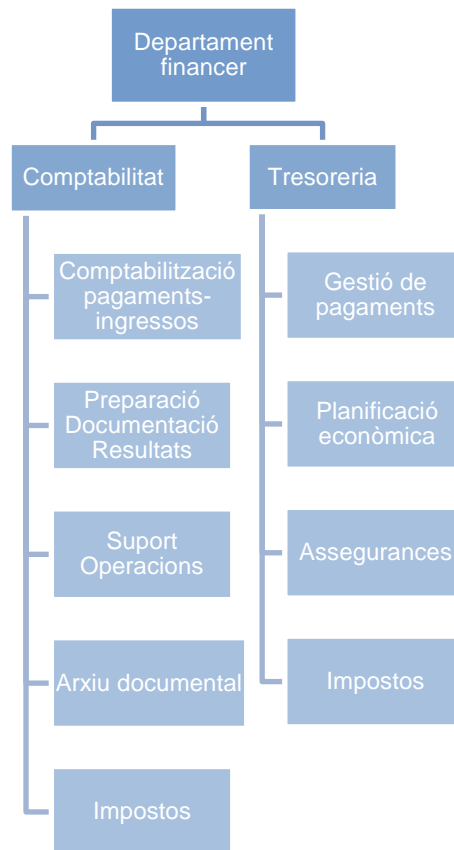 Departament
financer
Comptabilitat
Tresoreria
Comptabilització
pagaments-
ingressos
Preparació
Documentació
Resultats
Suport
Operacions
Arxiu documental
Impostos
Gestió de
pagaments
Planificació
econòmica
Assegurances
Impostos